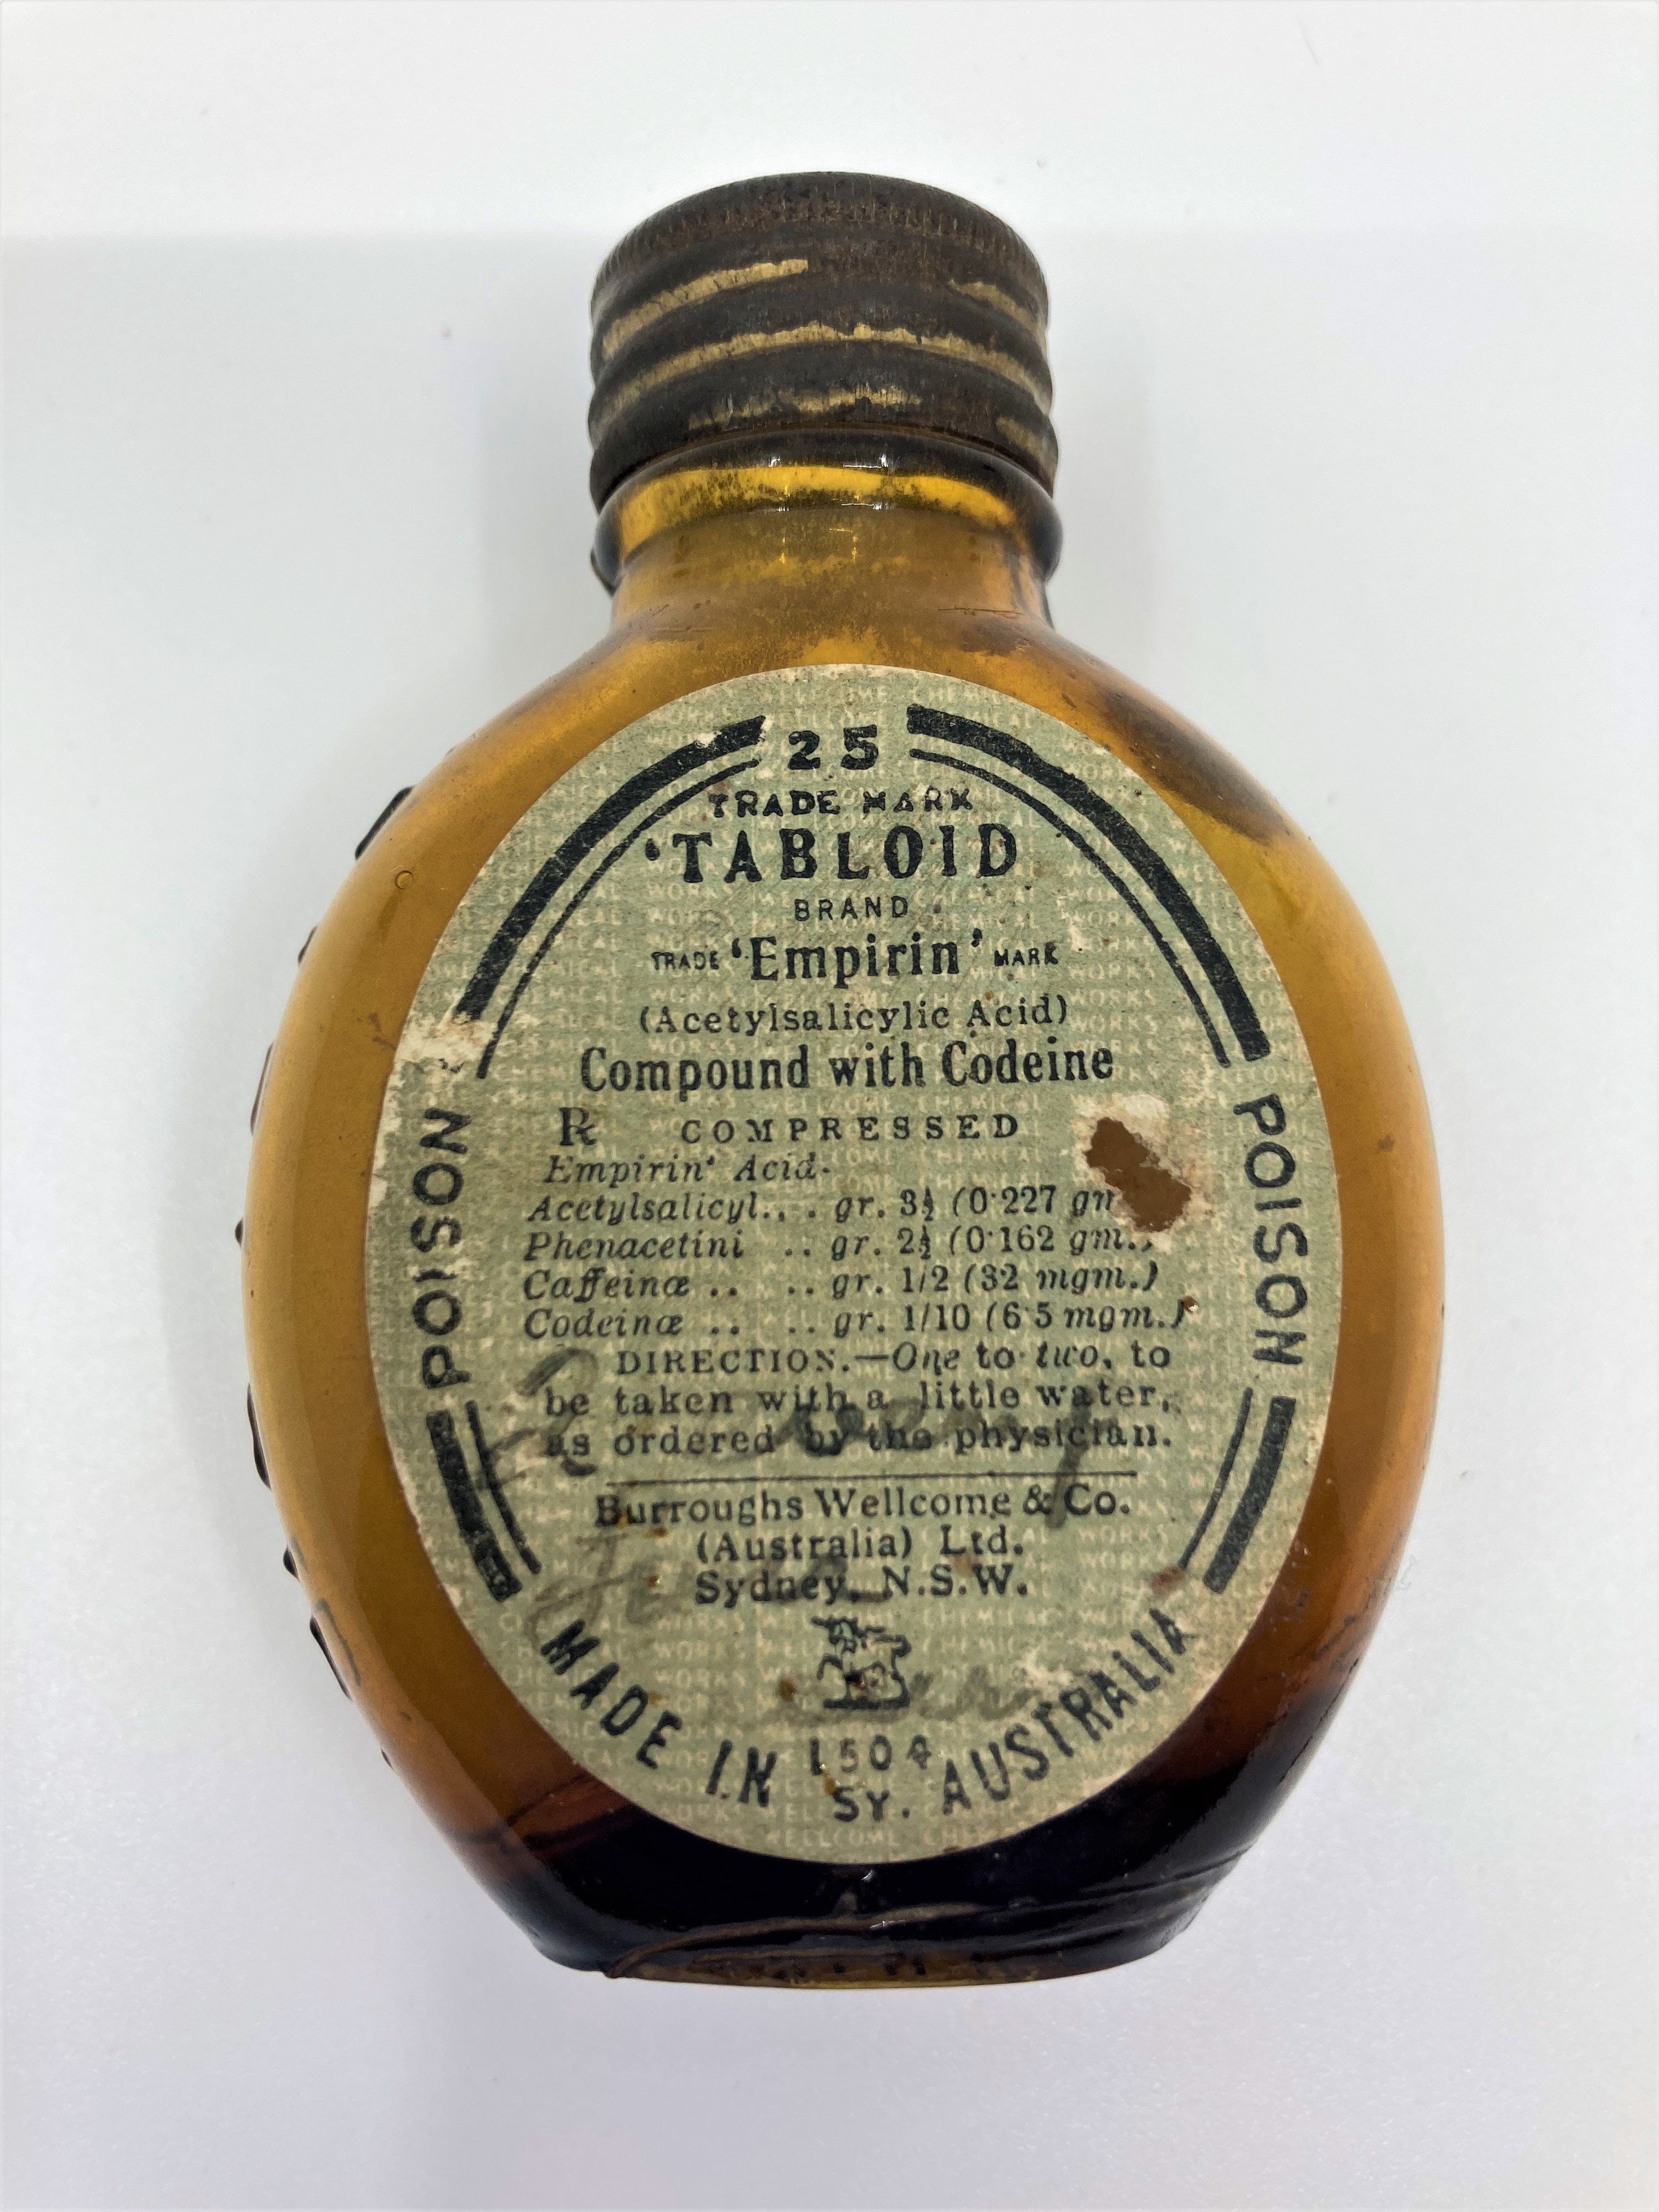 25
TRADE MARK
'TABLOID
BRAND
TRADE 'Empirin' MARK
(Acetylsalicylic Acid)
Compound with Codeine
℞ COMPRESSED
Empirin' Acid.
Acetylsalicyl... gr. 3½ (0·227 gm
Phenacetini .. gr. 2½ (0·162 gm.)
Caffeinæ .. .. gr. 1/2 (32 mgm.)
Codeinæ .. .. gr. 1/10 (6·5 mgm.)
DIRECTION.—One to two, to
be taken with a little water,
as ordered by the physician.
Burroughs Wellcome & Co.
(Australia) Ltd.
Sydney, N.S.W.
POISON
POISON
MADE IN AUSTRALIA
1504
SY.